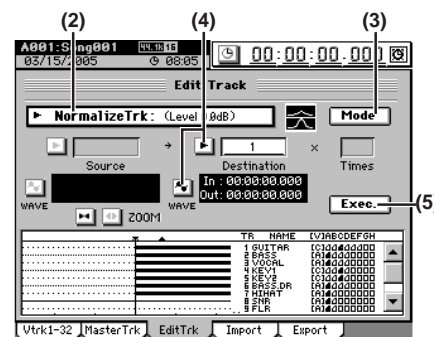 (2) (4) (3)
A001:Song001 44.1k 16
03/15/2005 08:05 00:00:00.000
Edit Track
NormalizeTrk: (Level 0.0dB) Mode
1 ×
Source Destination Times
In : 00:00:00.000
Out: 00:00:00.000
WAVE WAVE Exec. (5)
ZOOM
TR NAME [V]ABCDEFGH
1 GUITAR
2 BASS
3 VOCAL
4 KEY1
5 KEY2
6 BASS.DR
7 HIHAT
8 SNR
9 FLR
Vtrk1-32 MasterTrk EditTrk Import Export